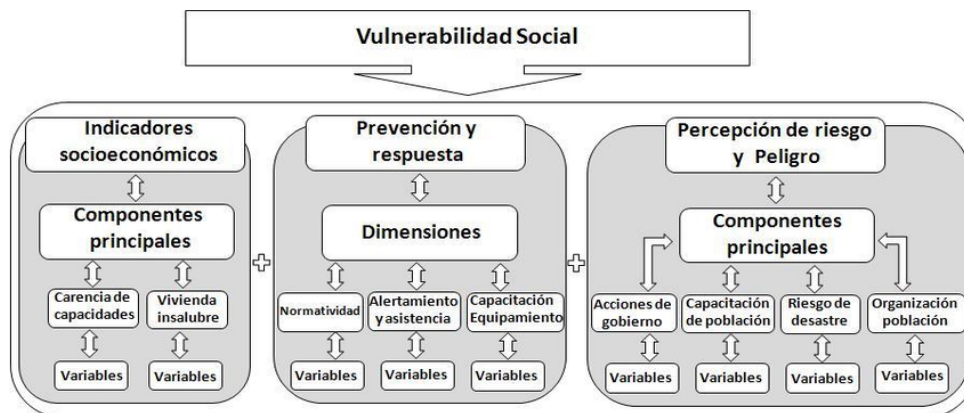 Vulnerabilidad Social
Indicadores
socioeconómicos
Componentes
principales
Carencia de
capacidades
Vivienda
insalubre
Variables
Variables
Prevención y
respuesta
Dimensiones
Normatividad
Alertamiento
y asistencia
Capacitación
Equipamiento
Variables
Variables
Variables
Percepción de riesgo
y Peligro
Componentes
principales
Acciones de
gobierno
Capacitación
de población
Riesgo de
desastre
Organización
población
Variables
Variables
Variables
Variables